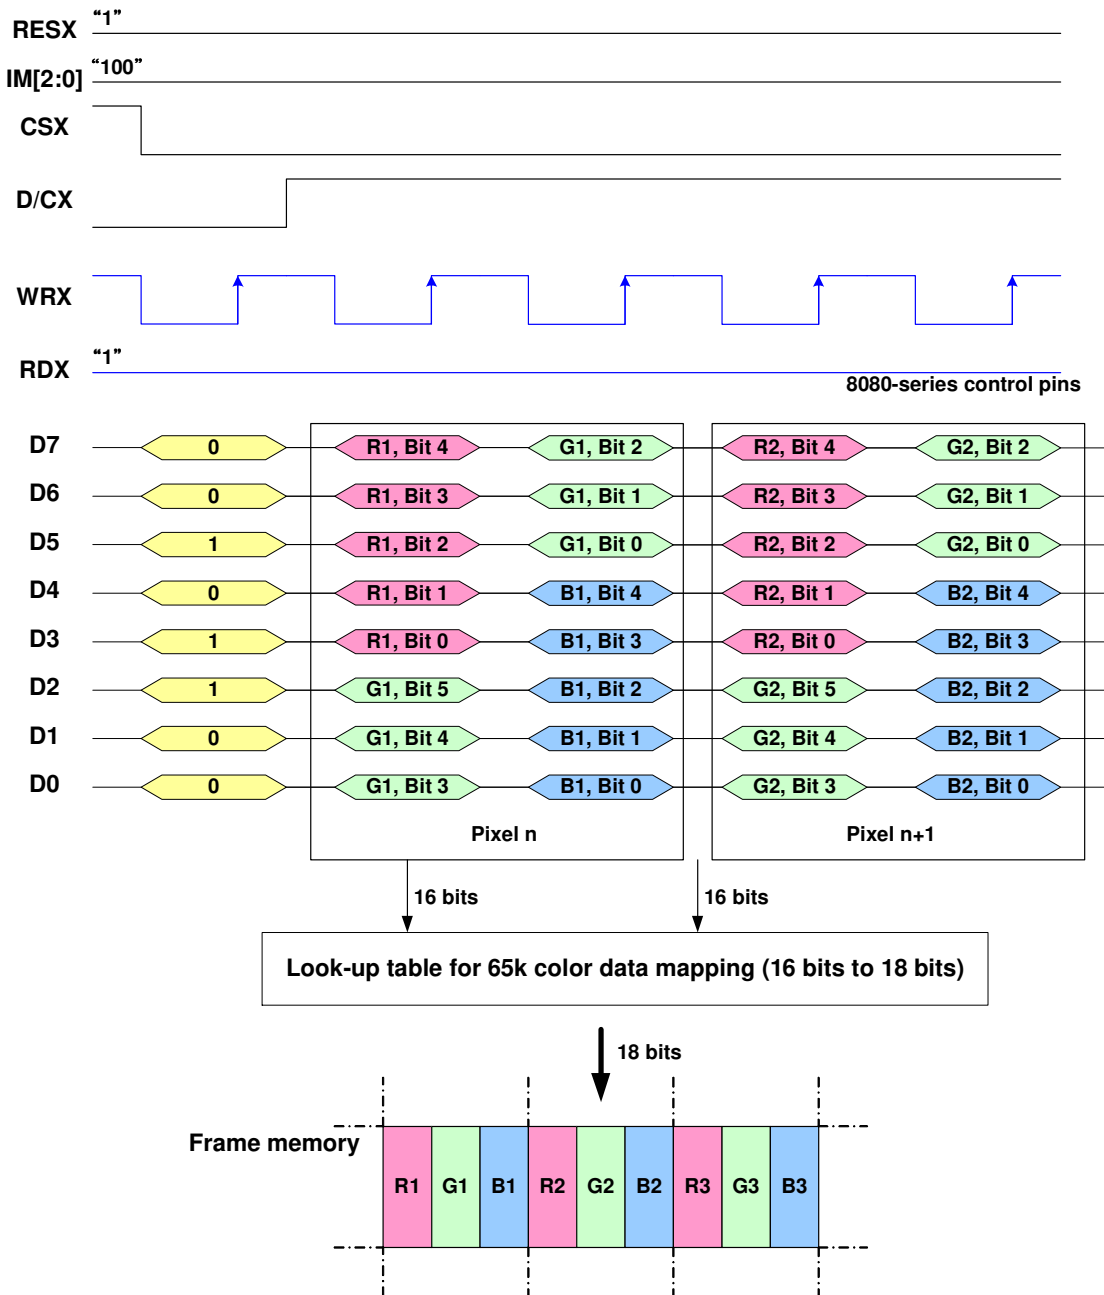 RESX “1”
IM[2:0] “100”
CSX
D/CX
WRX
RDX “1”
8080-series control pins
D7 0 R1, Bit 4 G1, Bit 2 R2, Bit 4 G2, Bit 2
D6 0 R1, Bit 3 G1, Bit 1 R2, Bit 3 G2, Bit 1
D5 1 R1, Bit 2 G1, Bit 0 R2, Bit 2 G2, Bit 0
D4 0 R1, Bit 1 B1, Bit 4 R2, Bit 1 B2, Bit 4
D3 1 R1, Bit 0 B1, Bit 3 R2, Bit 0 B2, Bit 3
D2 1 G1, Bit 5 B1, Bit 2 G2, Bit 5 B2, Bit 2
D1 0 G1, Bit 4 B1, Bit 1 G2, Bit 4 B2, Bit 1
D0 0 G1, Bit 3 B1, Bit 0 G2, Bit 3 B2, Bit 0
Pixel n Pixel n+1
16 bits 16 bits
Look-up table for 65k color data mapping (16 bits to 18 bits)
18 bits
Frame memory
R1 G1 B1 R2 G2 B2 R3 G3 B3